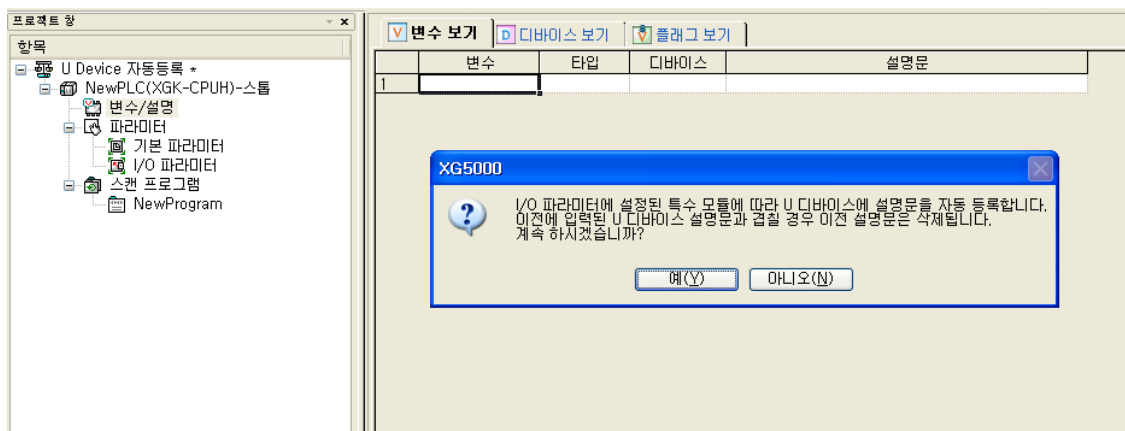 프로젝트 창
항목
U Device 자동등록 *
NewPLC(XGK-CPUH)-스톱
변수/설명
파라미터
기본 파라미터
I/O 파라미터
스캔 프로그램
NewProgram
V 변수 보기 D 디바이스 보기 V 플래그 보기
변수 타입 디바이스 설명문
1
XG5000
I/O 파라미터에 설정된 특수 모듈에 따라 U 디바이스에 설명문을 자동 등록합니다.
이전에 입력된 U 디바이스 설명문과 겹칠 경우 이전 설명문은 삭제됩니다.
계속 하시겠습니까?
예(Y) 아니오(N)